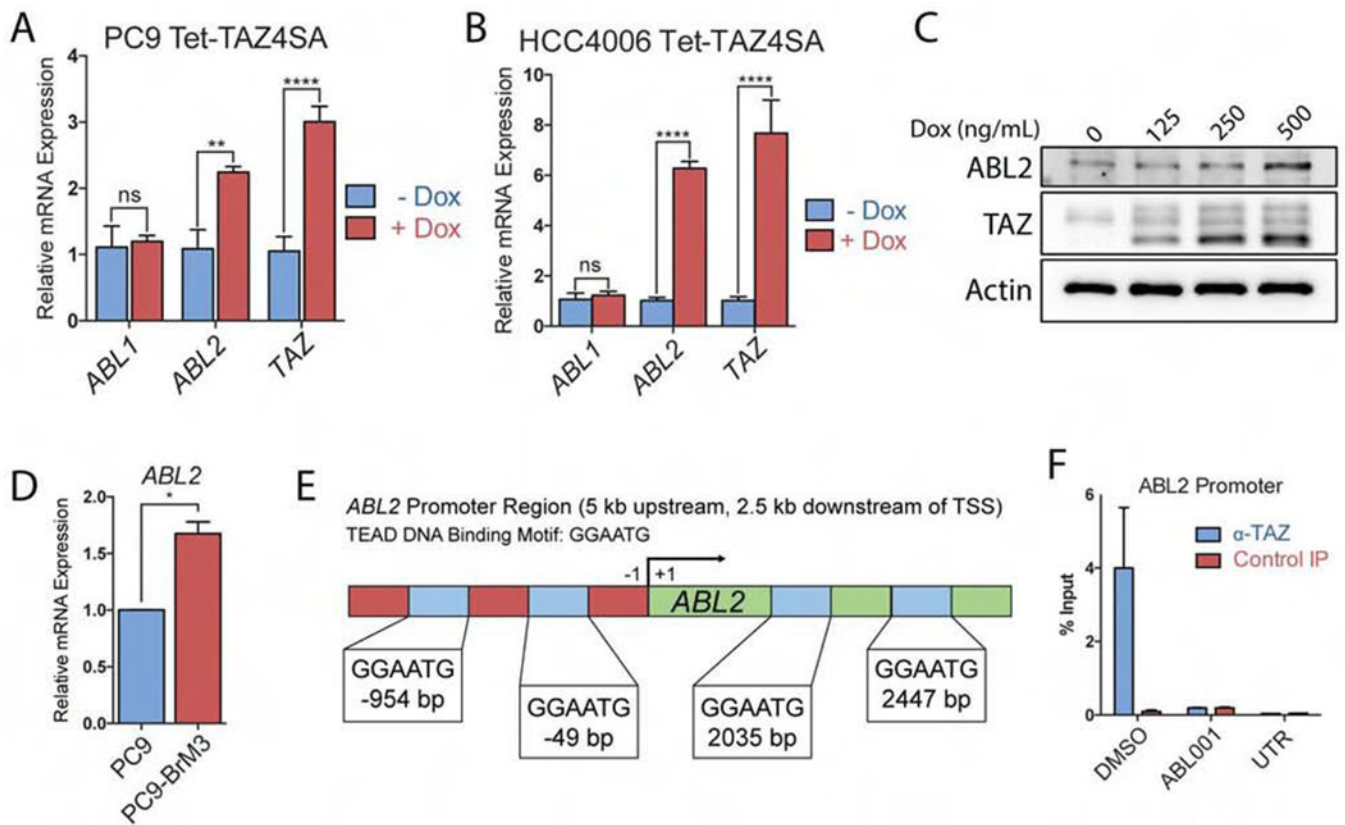 A
PC9 Tet-TAZ4SA
Relative mRNA Expression
4
3
2
1
0
ns
**
****
ABL1
ABL2
TAZ
- Dox
+ Dox
B
HCC4006 Tet-TAZ4SA
Relative mRNA Expression
10
8
6
4
2
0
ns
****
****
ABL1
ABL2
TAZ
- Dox
+ Dox
C
Dox (ng/mL)
0
125
250
500
ABL2
TAZ
Actin
D
ABL2
Relative mRNA Expression
2.0
1.5
1.0
0.5
0.0
*
PC9
PC9-BrM3
E
ABL2 Promoter Region (5 kb upstream, 2.5 kb downstream of TSS)
TEAD DNA Binding Motif: GGAATG
-1
+1
ABL2
GGAATG
-954 bp
GGAATG
-49 bp
GGAATG
2035 bp
GGAATG
2447 bp
F
ABL2 Promoter
% Input
6
4
2
0
α-TAZ
Control IP
DMSO
ABL001
UTR